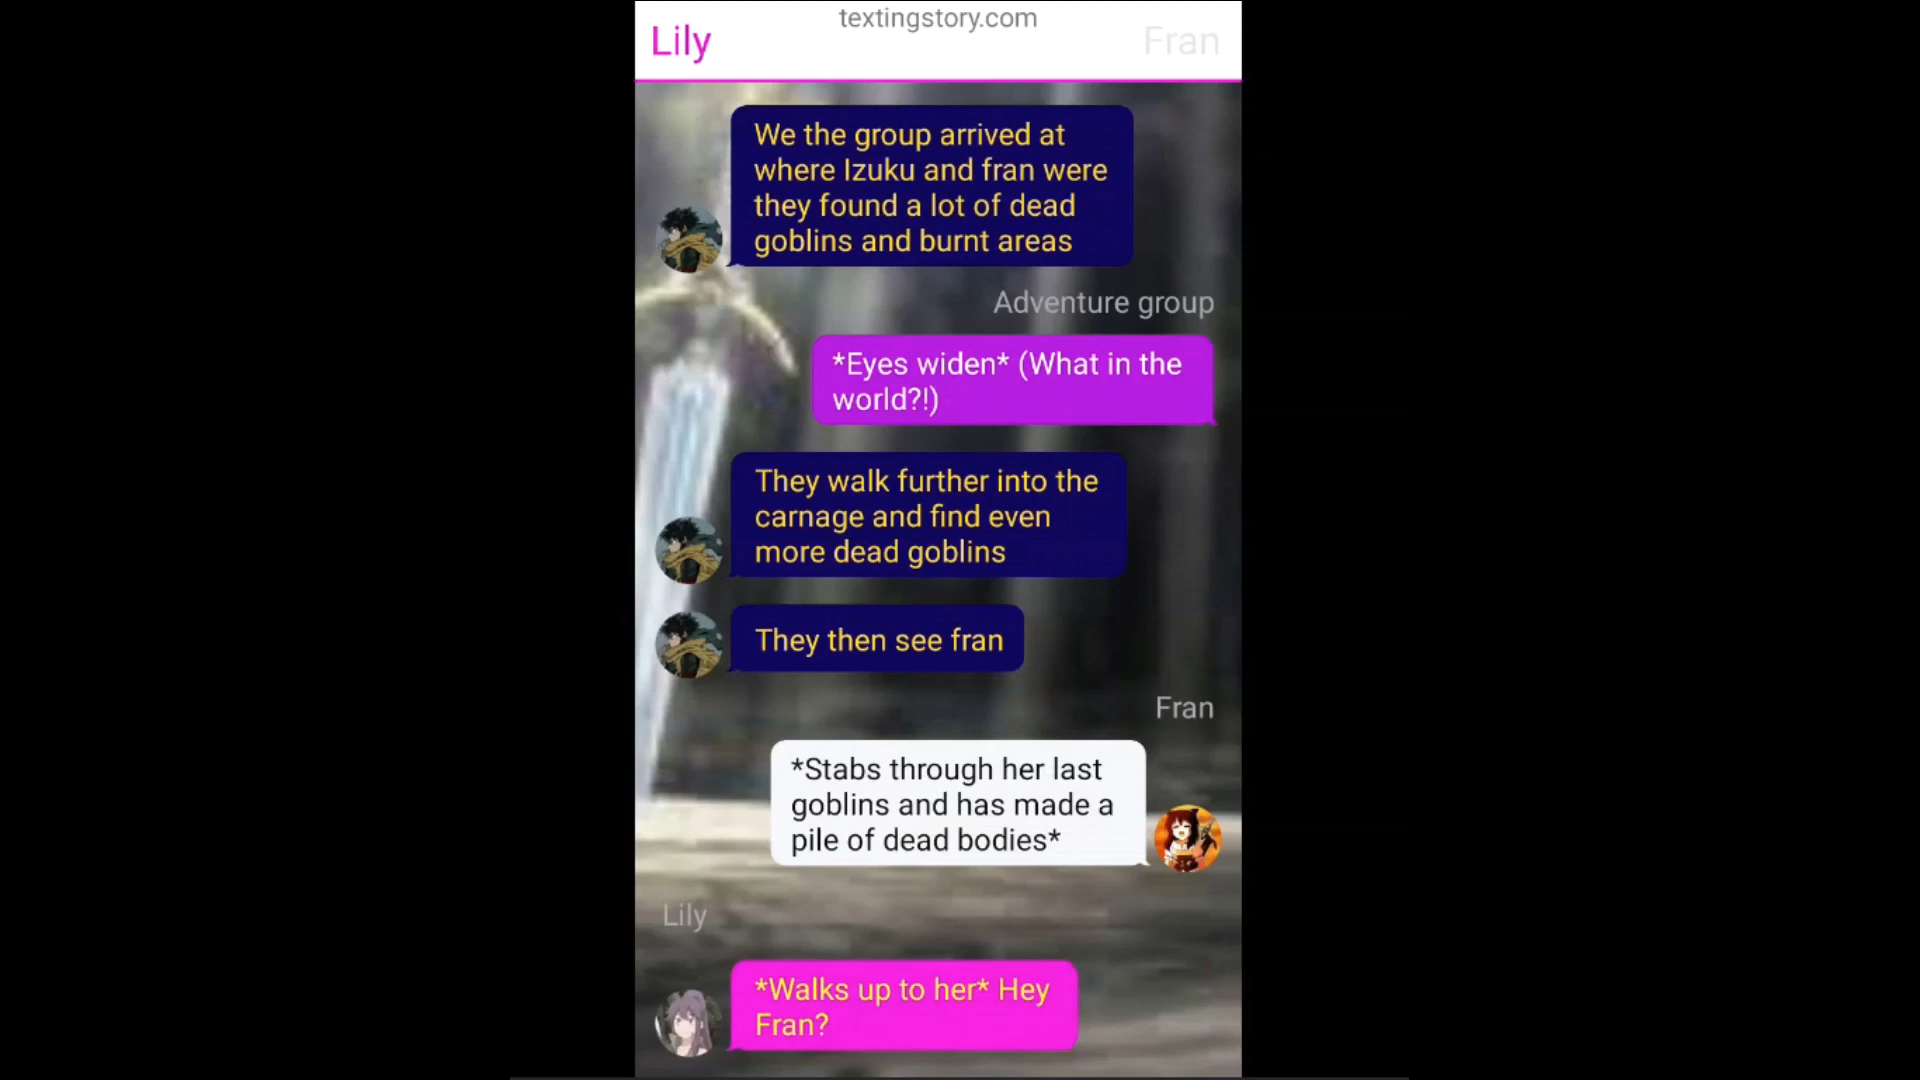 textingstory.com
Lily
Fran
We the group arrived at
where Izuku and fran were
they found a lot of dead
goblins and burnt areas
Adventure group
*Eyes widen* (What in the
world?!)
They walk further into the
carnage and find even
more dead goblins
They then see fran
Fran
*Stabs through her last
goblins and has made a
pile of dead bodies*
Lily
*Walks up to her* Hey
Fran?